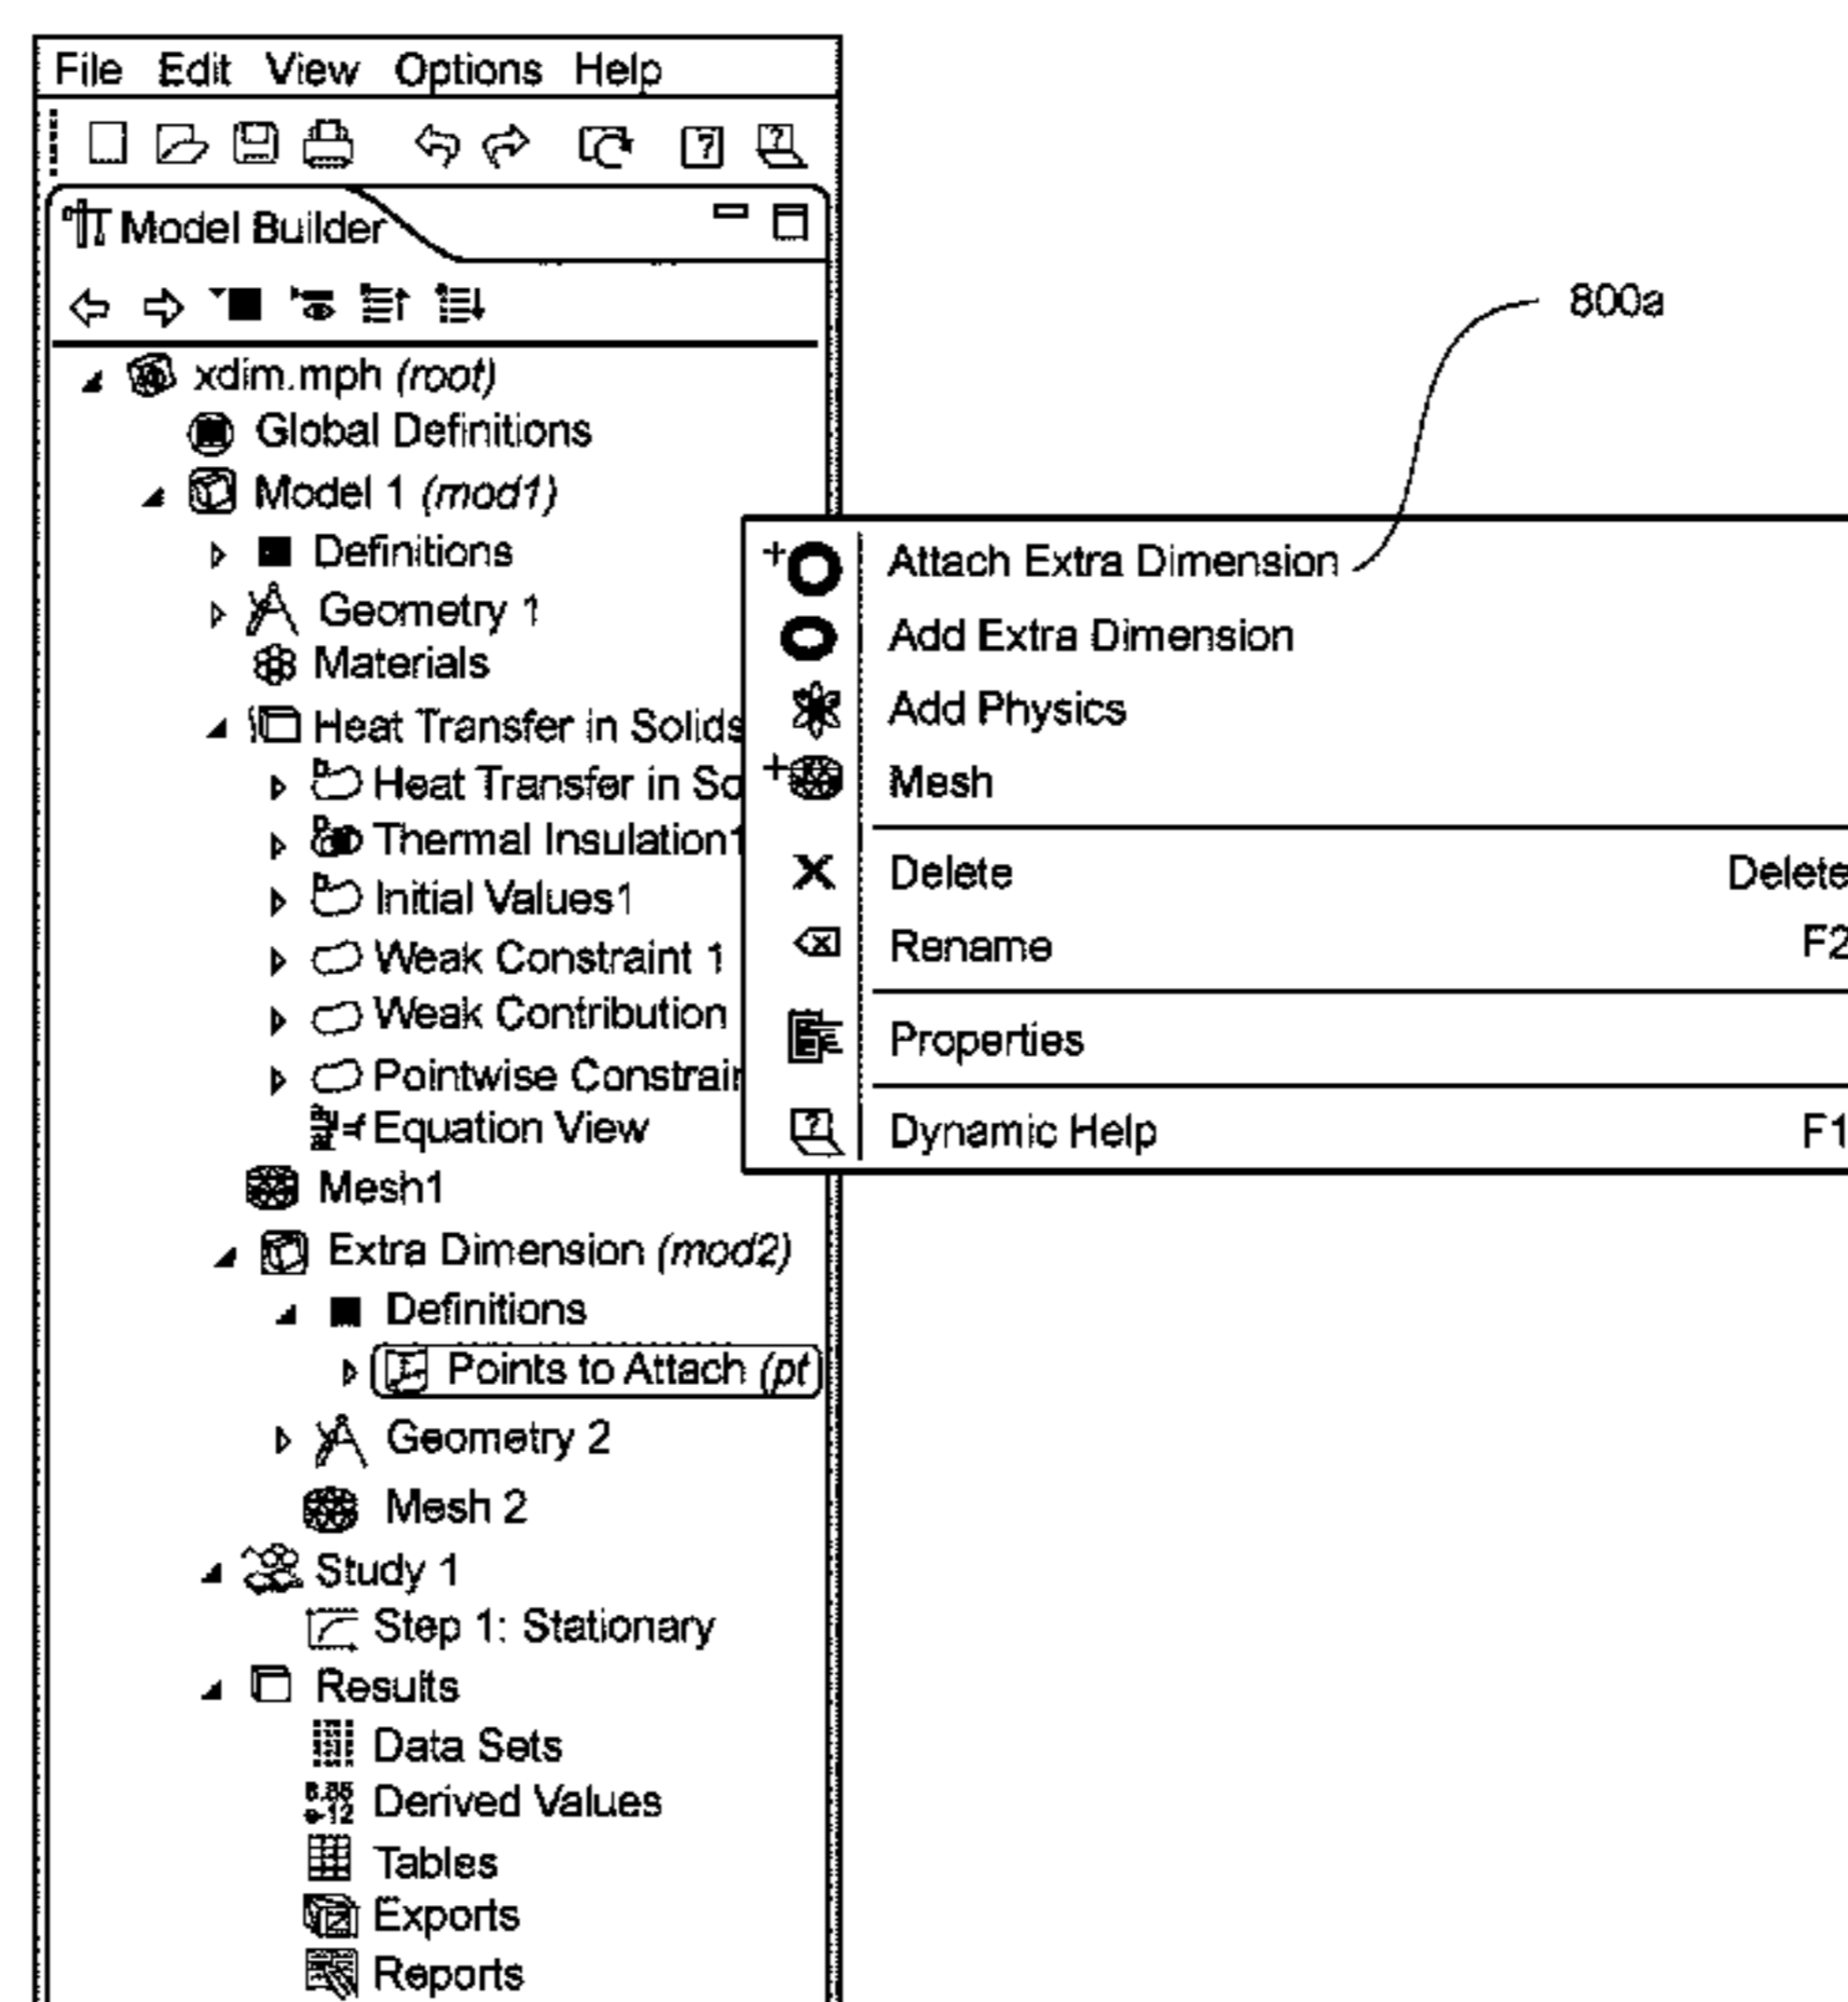 File Edit View Options Help
Model Builder
800a
xdim.mph (root)
Global Definitions
Model 1 (mod1)
Definitions
Geometry 1
Materials
Heat Transfer in Solids
Heat Transfer in So
Thermal Insulation1
Initial Values1
Weak Constraint 1
Weak Contribution
Pointwise Constrain
Equation View
Mesh1
Extra Dimension (mod2)
Definitions
Points to Attach (pt
Geometry 2
Mesh 2
Study 1
Step 1: Stationary
Results
Data Sets
8.85
e-12
Derived Values
Tables
Exports
Reports
Attach Extra Dimension
Add Extra Dimension
Add Physics
Mesh
Delete Delete
Rename F2
Properties
Dynamic Help F1